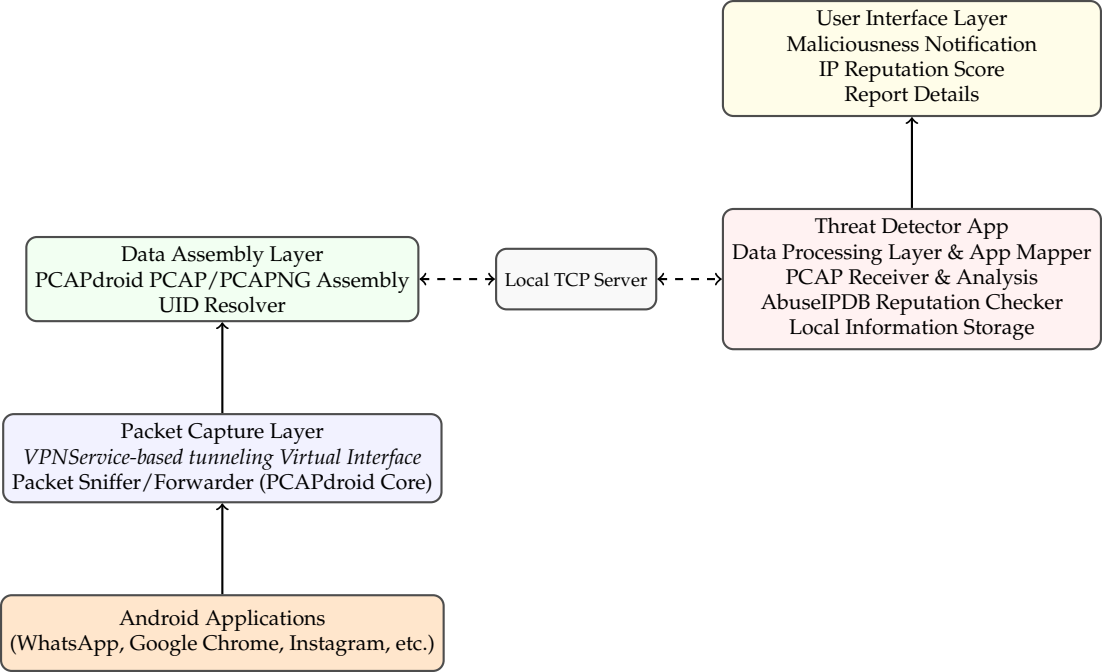 User Interface Layer
Maliciousness Notification
IP Reputation Score
Report Details
Threat Detector App
Data Processing Layer & App Mapper
PCAP Receiver & Analysis
AbuseIPDB Reputation Checker
Local Information Storage
Data Assembly Layer
PCAPdroid PCAP/PCAPNG Assembly
UID Resolver
Local TCP Server
Packet Capture Layer
VPNService-based tunneling Virtual Interface
Packet Sniffer/Forwarder (PCAPdroid Core)
Android Applications
(WhatsApp, Google Chrome, Instagram, etc.)